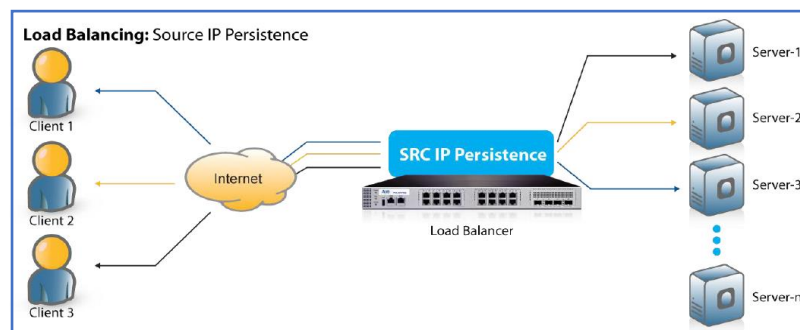 Load Balancing: Source IP Persistence
Client 1
Client 2
Client 3
Internet
SRC IP Persistence
Load Balancer
Server-1
Server-2
Server-3
Server-n